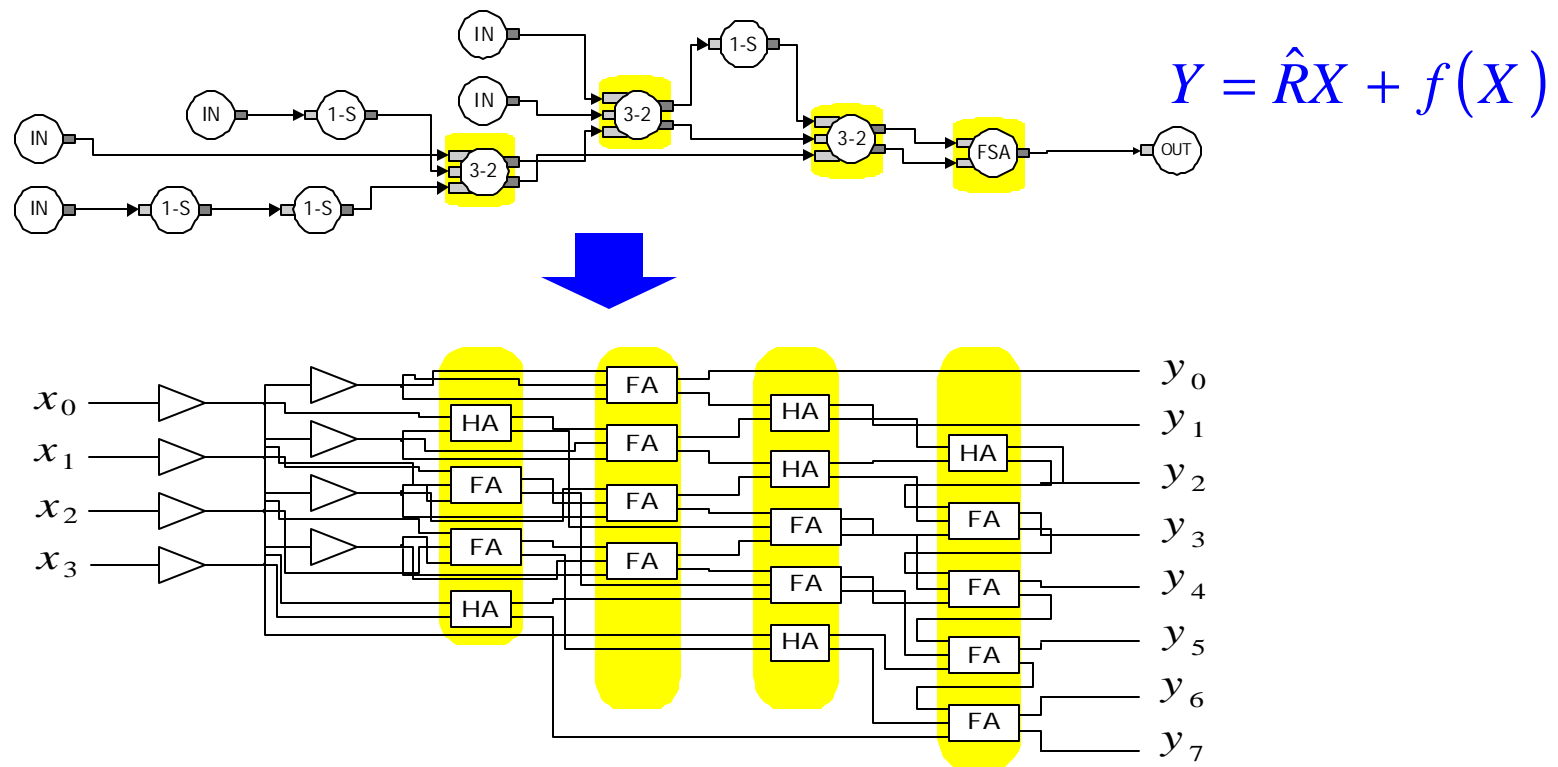 IN
1-S
Y = R̂X + f(X)
IN
IN
1-S
3-2
IN
3-2
3-2
FSA
OUT
IN
1-S
1-S
x₀
x₁
x₂
x₃
HA
FA
FA
HA
FA
FA
FA
FA
HA
HA
FA
FA
HA
HA
FA
FA
FA
FA
y₀
y₁
y₂
y₃
y₄
y₅
y₆
y₇